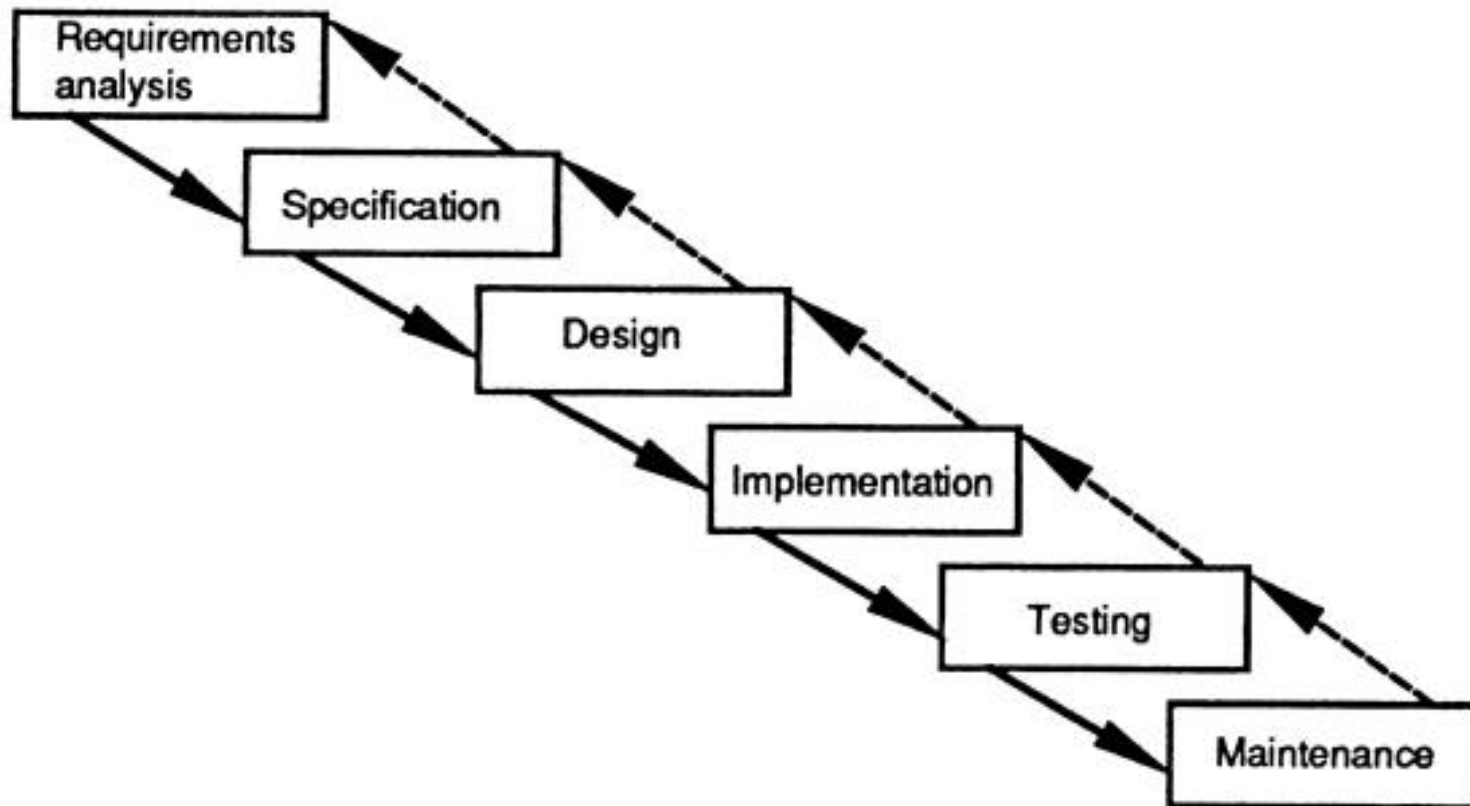 Requirements
analysis
Specification
Design
Implementation
Testing
Maintenance